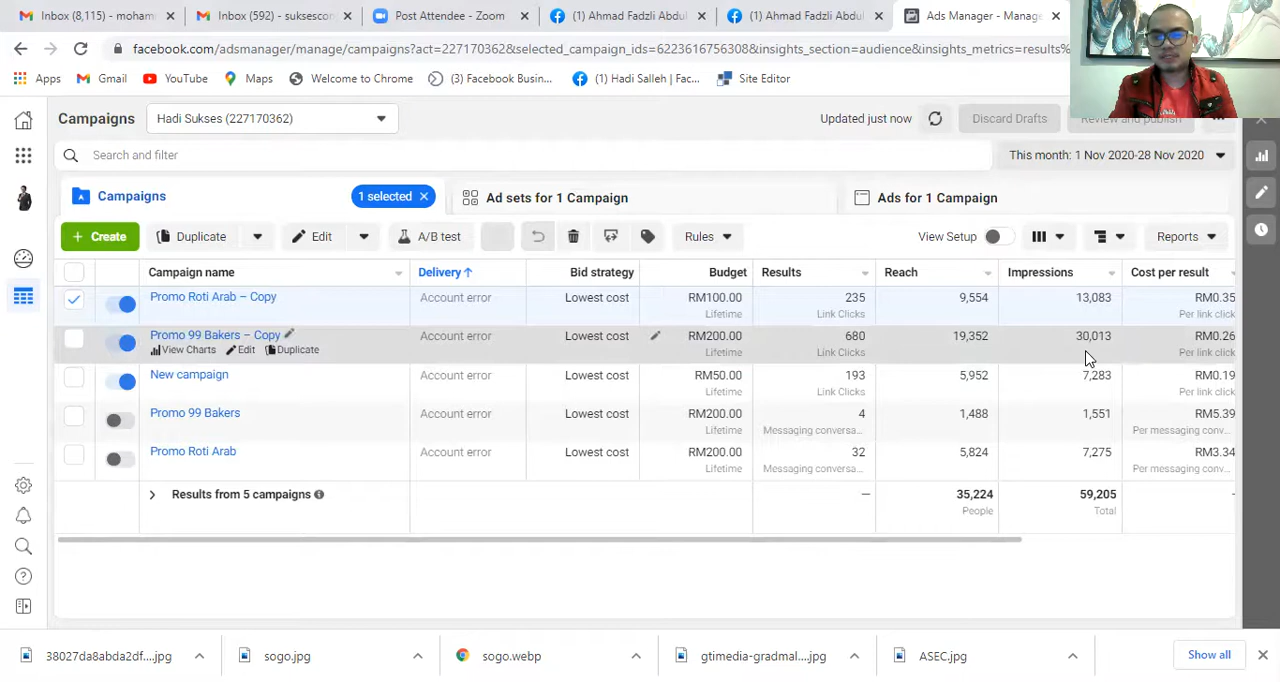 Inbox (8,115) - moham
Inbox (592) - suksescon
Post Attendee - Zoom
(1) Ahmad Fadzli Abdul
(1) Ahmad Fadzli Abdul
Ads Manager - Manage
facebook.com/adsmanager/manage/campaigns?act=227170362&selected_campaign_ids=6223616756308&insights_section=audience&insights_metrics=results%
Apps
Gmail
YouTube
Maps
Welcome to Chrome
(3) Facebook Busin...
(1) Hadi Salleh | Fac...
Site Editor
Campaigns
Hadi Sukses (227170362)
Updated just now
Discard Drafts
Review and publish
Search and filter
This month: 1 Nov 2020-28 Nov 2020
Campaigns
1 selected
Ad sets for 1 Campaign
Ads for 1 Campaign
+ Create
Duplicate
Edit
A/B test
Rules
View Setup
Reports
Campaign name Delivery Bid strategy Budget Results Reach Impressions Cost per result
Promo Roti Arab – Copy Account error Lowest cost RM100.00 235 9,554 13,083 RM0.35
Lifetime Link Clicks Per link click
Promo 99 Bakers – Copy Account error Lowest cost RM200.00 680 19,352 30,013 RM0.26
View Charts Edit Duplicate Lifetime Link Clicks Per link click
New campaign Account error Lowest cost RM50.00 193 5,952 7,283 RM0.19
Lifetime Link Clicks Per link click
Promo 99 Bakers Account error Lowest cost RM200.00 4 1,488 1,551 RM5.39
Lifetime Messaging conversa... Per messaging conv...
Promo Roti Arab Account error Lowest cost RM200.00 32 5,824 7,275 RM3.34
Lifetime Messaging conversa... Per messaging conv...
Results from 5 campaigns — 35,224 59,205
People Total
38027da8abda2df....jpg
sogo.jpg
sogo.webp
gtimedia-gradmal....jpg
ASEC.jpg
Show all